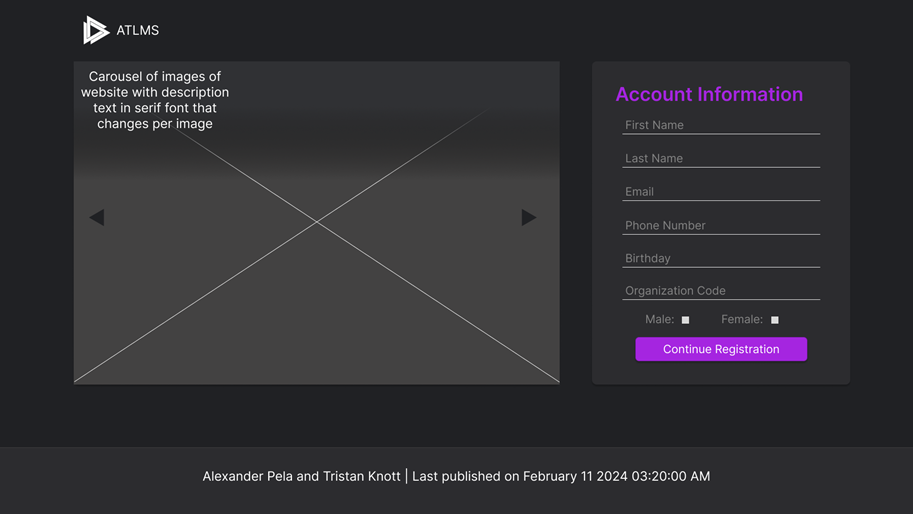 ATLMS
Carousel of images of
website with description
text in serif font that
changes per image
Account Information
First Name
Last Name
Email
Phone Number
Birthday
Organization Code
Male:
Female:
Continue Registration
Alexander Pela and Tristan Knott | Last published on February 11 2024 03:20:00 AM